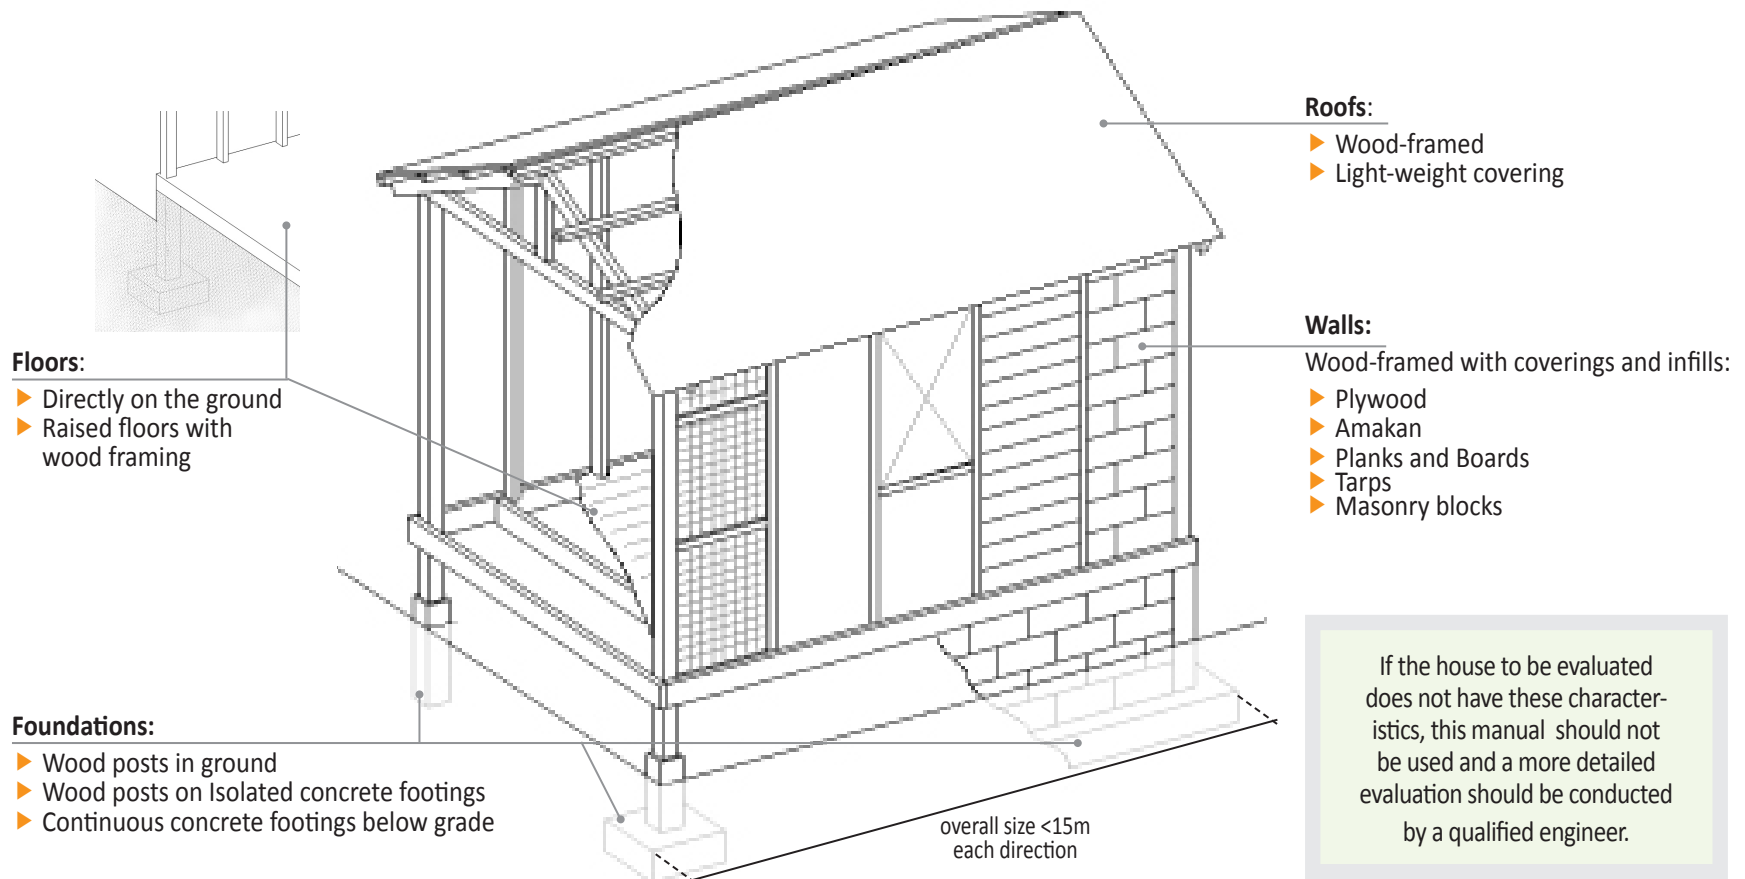 Roofs:
Wood-framed
Light-weight covering
Walls:
Wood-framed with coverings and infills:
Plywood
Amakan
Planks and Boards
Tarps
Masonry blocks
Floors:
Directly on the ground
Raised floors with
wood framing
Foundations:
Wood posts in ground
Wood posts on Isolated concrete footings
Continuous concrete footings below grade
overall size <15m
each direction
If the house to be evaluated
does not have these character-
istics, this manual should not
be used and a more detailed
evaluation should be conducted
by a qualified engineer.